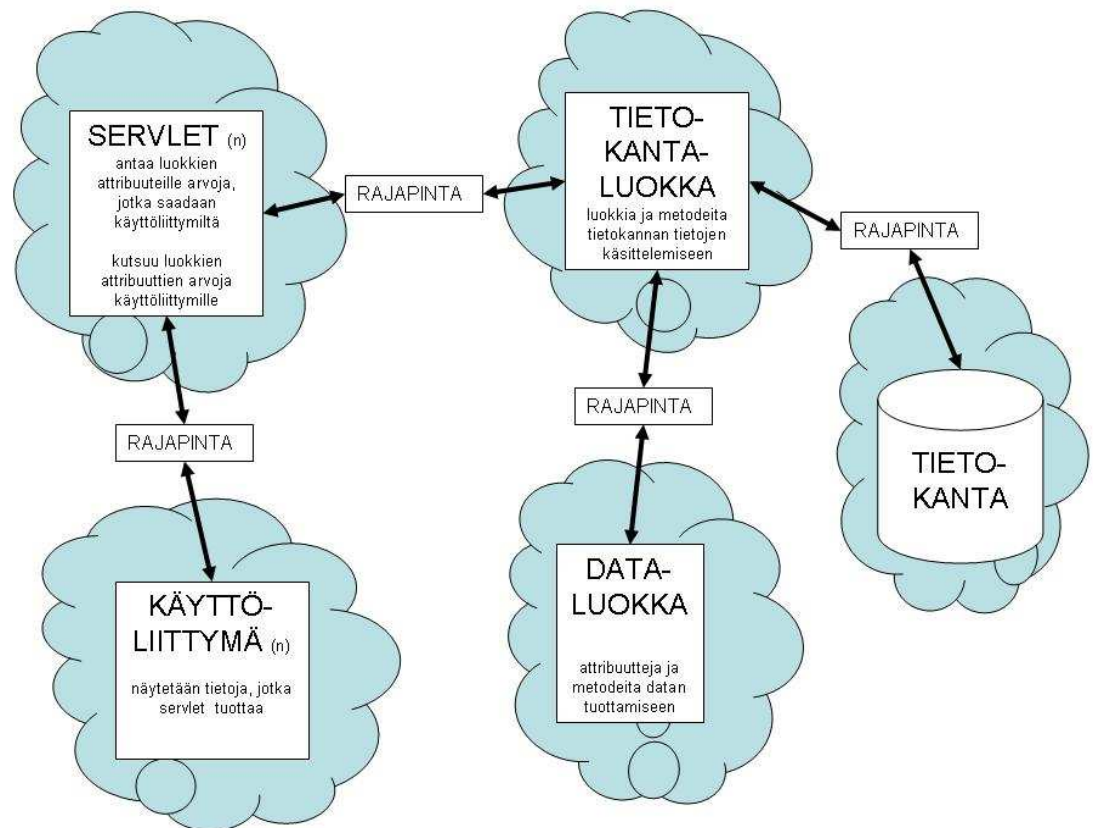 SERVLET (n)
antaa luokkien
attribuuteille arvoja,
jotka saadaan
käyttöliittymiltä
kutsuu luokkien
attribuuttien arvoja
käyttöliittymille
RAJAPINTA
TIETO-
KANTA-
LUOKKA
luokkia ja metodeita
tietokannan tietojen
käsittelemiseen
RAJAPINTA
RAJAPINTA
RAJAPINTA
TIETO-
KANTA
KÄYTTÖ-
LIITTYMÄ (n)
näytetään tietoja, jotka
servlet tuottaa
DATA-
LUOKKA
attribuutteja ja
metodeita datan
tuottamiseen